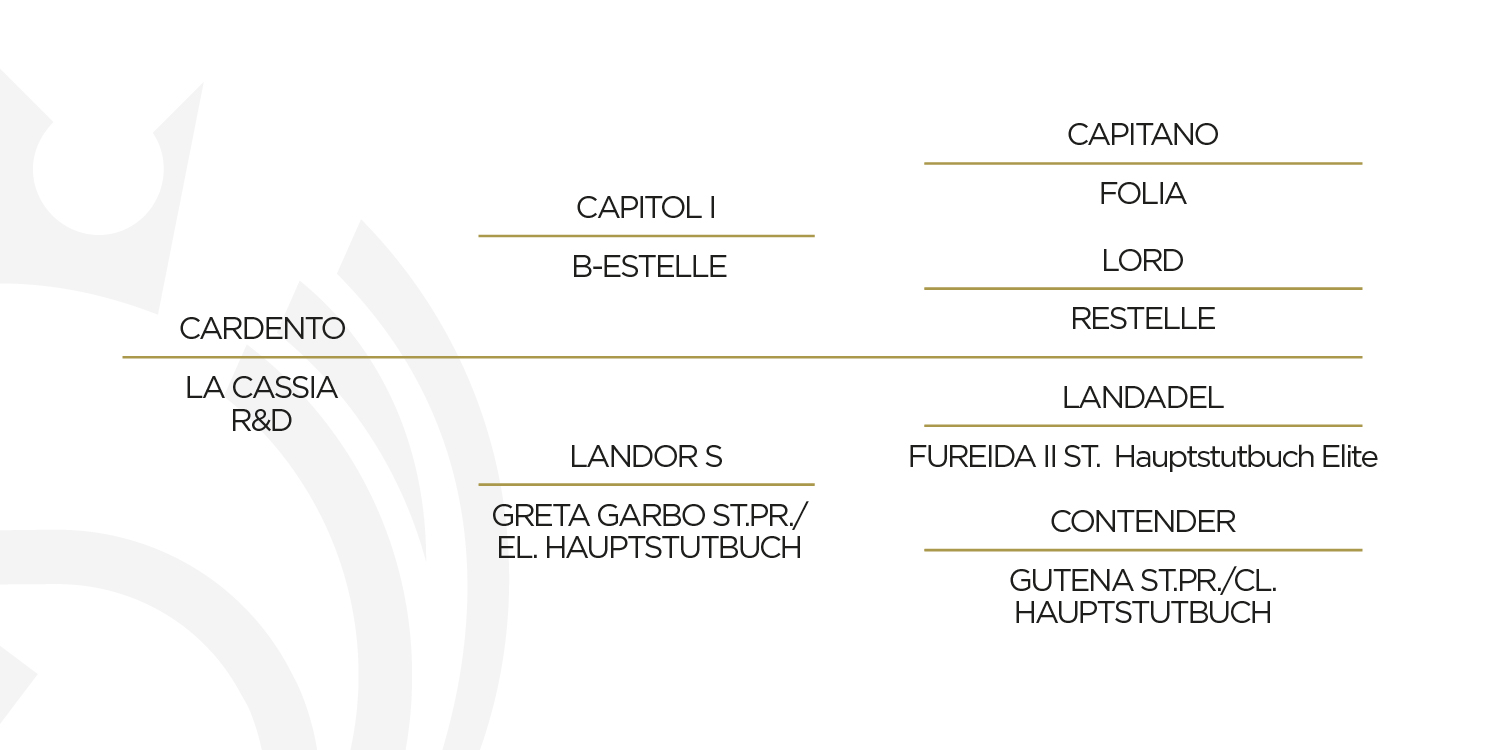 CARDENTO
LA CASSIA
R&D
CAPITOL I
B-ESTELLE
LANDOR S
GRETA GARBO ST.PR./
EL. HAUPTSTUTBUCH
CAPITANO
FOLIA
LORD
RESTELLE
LANDADEL
FUREIDA II ST. Hauptstutbuch Elite
CONTENDER
GUTENA ST.PR./CL.
HAUPTSTUTBUCH